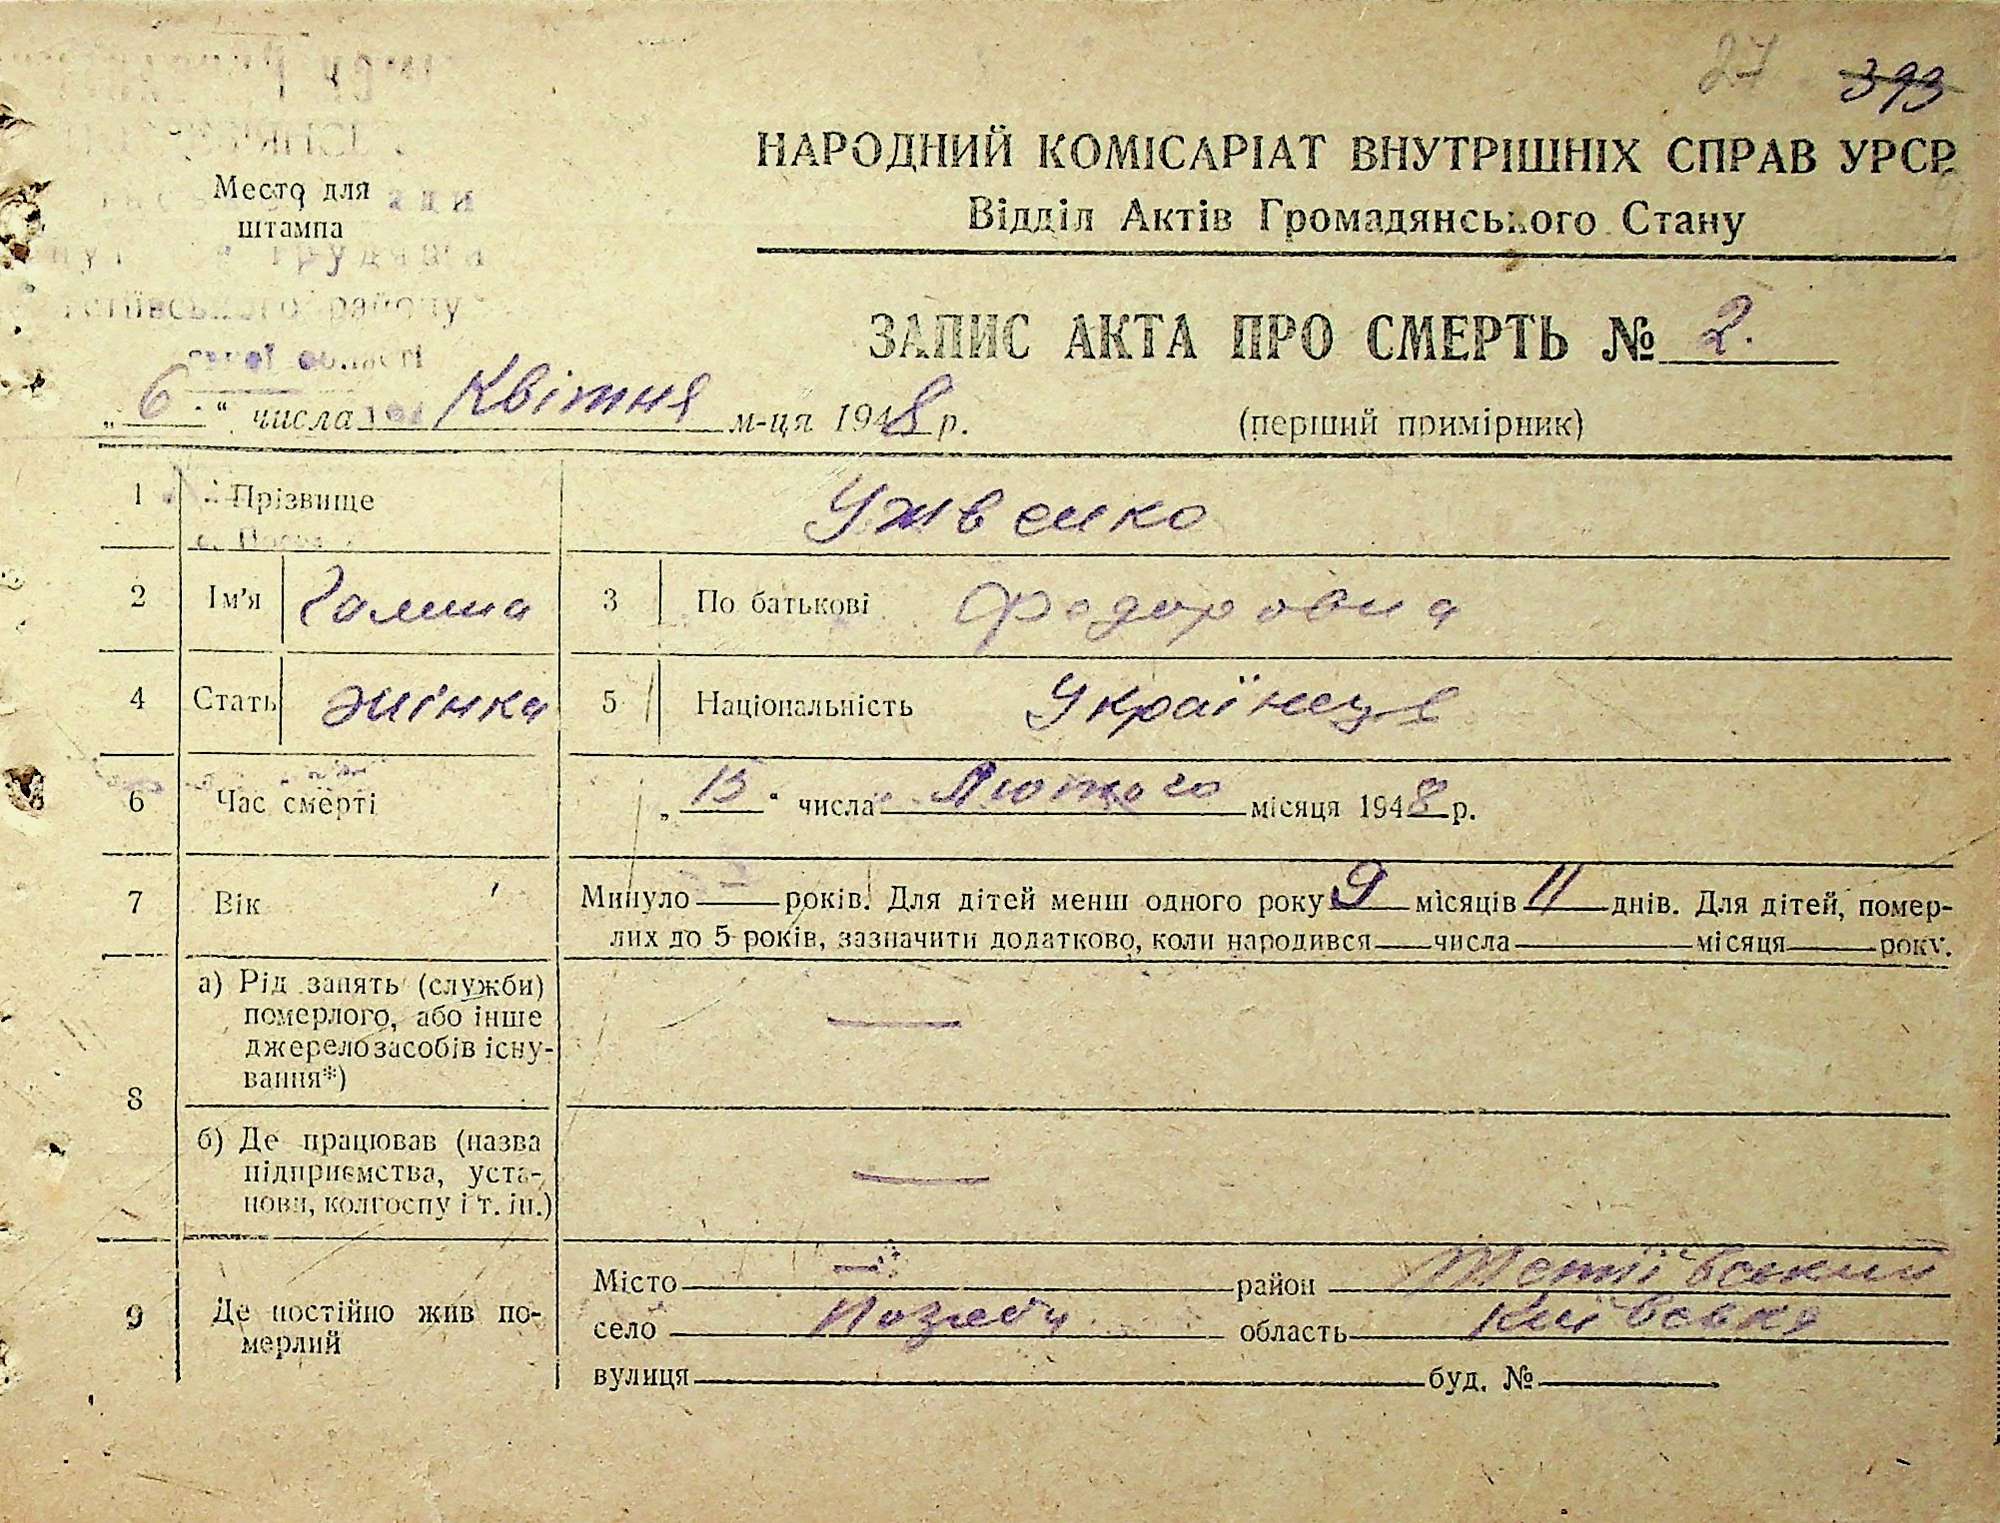 27 393
НАРОДНИЙ КОМІСАРІАТ ВНУТРІШНІХ СПРАВ УРСР
Відділ Актів Громадянського Стану
Место для
штампа
району
області
ЗАПИС АКТА ПРО СМЕРТЬ № 2.
„6“ числа Квітня м-ця 1948 р.
(перший примірник)
1 Прізвище Ужвенко
2 Ім'я Галина 3 По батькові Федоровна
4 Стать жінка 5 Національність Українця
6 Час смерті „15“ числа Лютого місяця 1948 р.
7 Вік Минуло — років. Для дітей менш одного року 9 місяців 11 днів. Для дітей, помер-
лих до 5 років, зазначити додатково, коли народився числа місяця року.
8 а) Рід занять (служби)
померлого, або інше
джерело засобів існу-
вання*)
—
б) Де працював (назва
підприємства, уста-
нови, колгоспу і т. ін.)
—
9 Де постійно жив по-
мерлий
Місто — район Тетіївський
село область Київська
вулиця буд. №